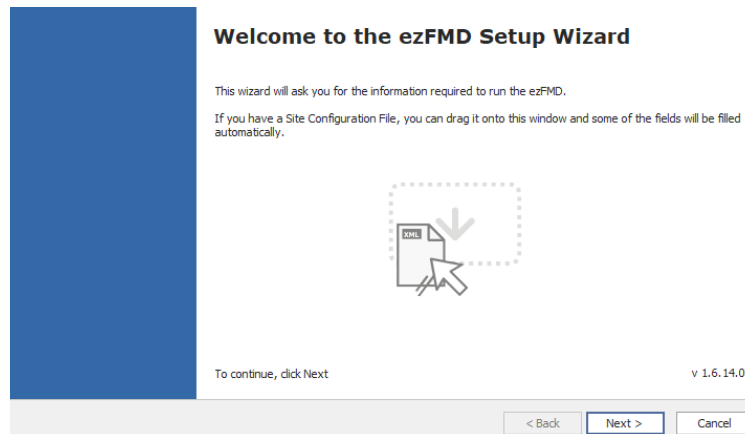 Welcome to the ezFMD Setup Wizard
This wizard will ask you for the information required to run the ezFMD.
If you have a Site Configuration File, you can drag it onto this window and some of the fields will be filled
automatically.
XML
To continue, click Next
v 1.6.14.0
< Back
Next >
Cancel